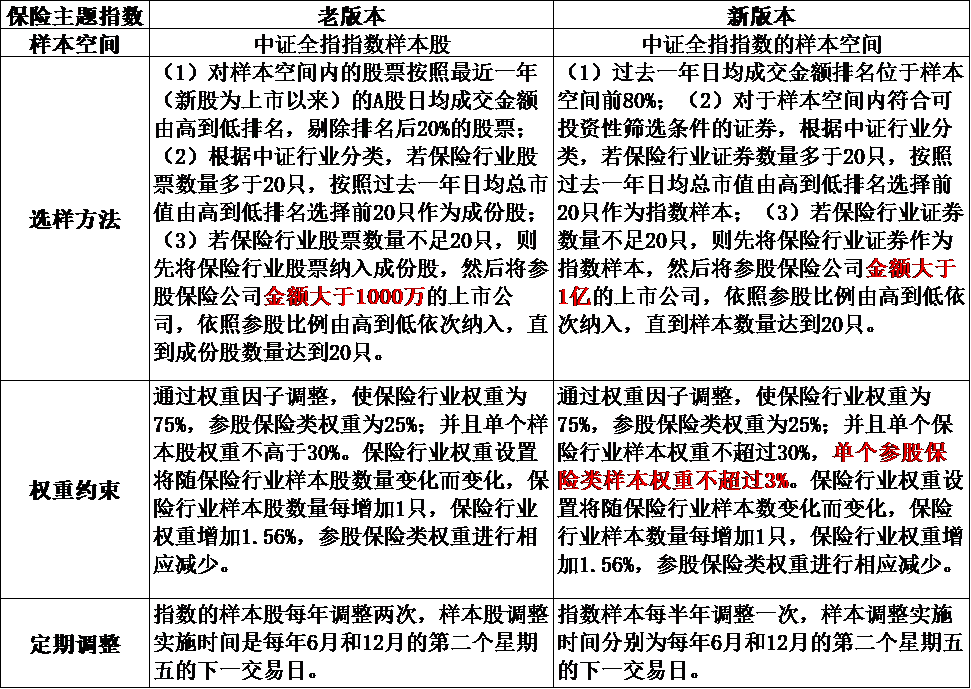 保险主题指数
老版本
新版本
样本空间
中证全指指数样本股
中证全指指数的样本空间
选样方法
（1）对样本空间内的股票按照最近一年
（新股为上市以来）的A股日均成交金额
由高到低排名，剔除排名后20%的股票；
（2）根据中证行业分类，若保险行业股
票数量多于20只，按照过去一年日均总市
值由高到低排名选择前20只作为成份股；
（3）若保险行业股票数量不足20只，则
先将保险行业股票纳入成份股，然后将参
股保险公司金额大于1000万的上市公
司，依照参股比例由高到低依次纳入，直
到成份股数量达到20只。
（1）过去一年日均成交金额排名位于样本
空间前80%；（2）对于样本空间内符合可
投资性筛选条件的证券，根据中证行业分
类，若保险行业证券数量多于20只，按照
过去一年日均总市值由高到低排名选择前
20只作为指数样本；（3）若保险行业证券
数量不足20只，则先将保险行业证券作为
指数样本，然后将参股保险公司金额大于
1亿的上市公司，依照参股比例由高到低依
次纳入，直到样本数量达到20只。
权重约束
通过权重因子调整，使保险行业权重为
75%，参股保险类权重为25%；并且单个样
本股权重不高于30%。保险行业权重设置
将随保险行业样本股数量变化而变化，保
险行业样本股数量每增加1只，保险行业
权重增加1.56%，参股保险类权重进行相
应减少。
通过权重因子调整，使保险行业权重为
75%，参股保险类权重为25%；并且单个保
险行业样本权重不超过30%，单个参股保
险类样本权重不超过3%。保险行业权重设
置将随保险行业样本数变化而变化，保险
行业样本数量每增加1只，保险行业权重增
加1.56%，参股保险类权重进行相应减少。
定期调整
指数的样本股每年调整两次，样本股调整
实施时间是每年6月和12月的第二个星期
五的下一交易日。
指数样本每半年调整一次，样本调整实施
时间分别为每年6月和12月的第二个星期五
的下一交易日。